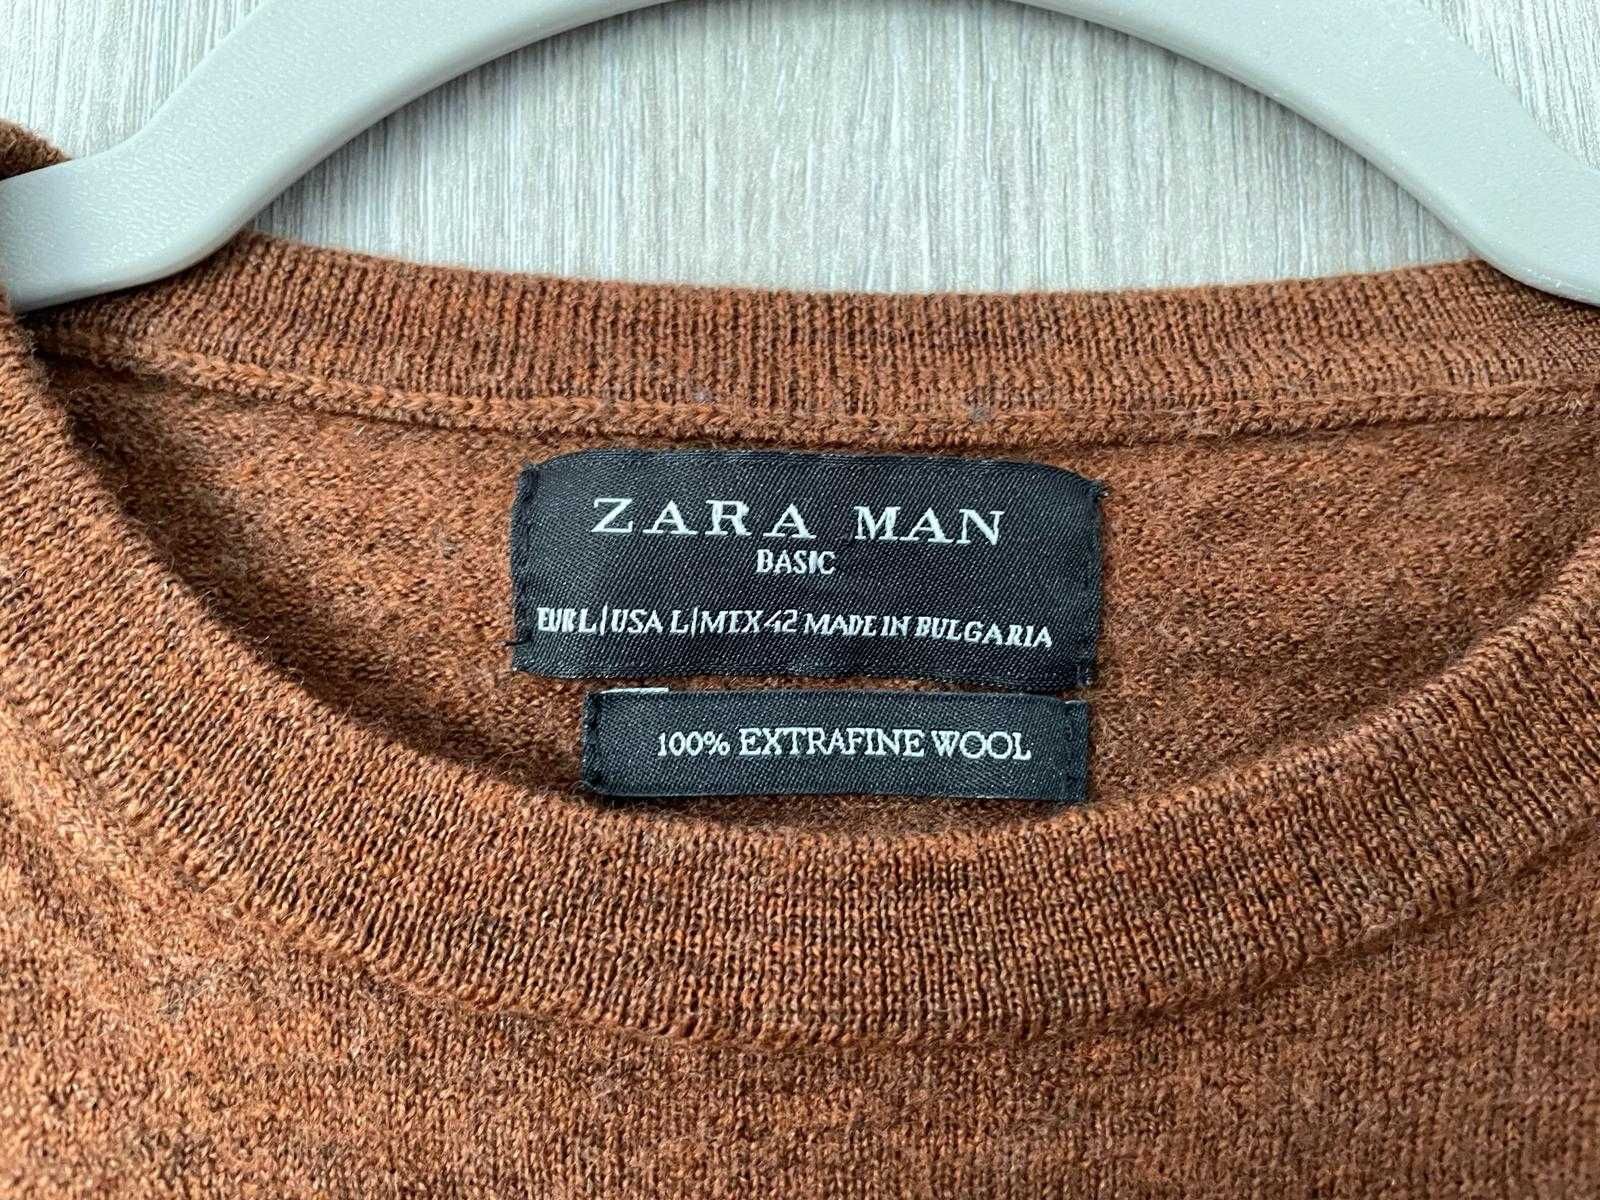 ZARA MAN
BASIC
EUR L/USA L/MEX 42 MADE IN BULGARIA
100% EXTRAFINE WOOL